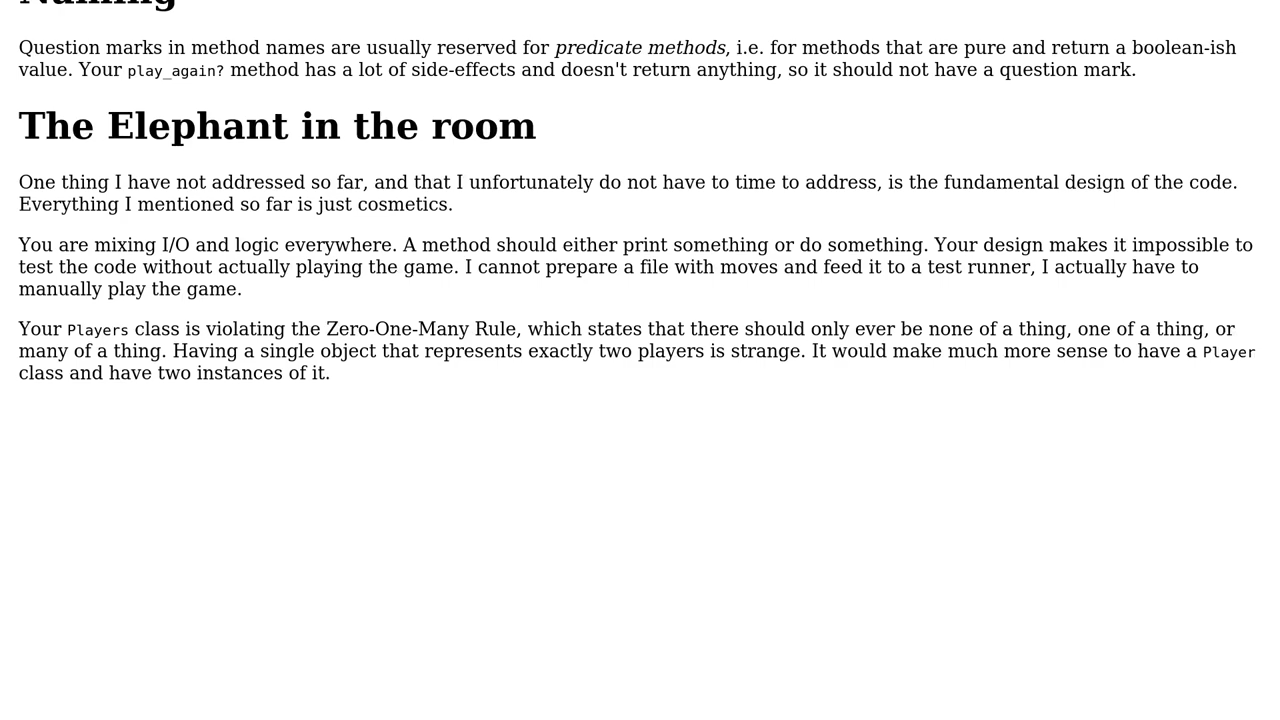 Naming
Question marks in method names are usually reserved for predicate methods, i.e. for methods that are pure and return a boolean-ish
value. Your play_again? method has a lot of side-effects and doesn't return anything, so it should not have a question mark.
The Elephant in the room
One thing I have not addressed so far, and that I unfortunately do not have to time to address, is the fundamental design of the code.
Everything I mentioned so far is just cosmetics.
You are mixing I/O and logic everywhere. A method should either print something or do something. Your design makes it impossible to
test the code without actually playing the game. I cannot prepare a file with moves and feed it to a test runner, I actually have to
manually play the game.
Your Players class is violating the Zero-One-Many Rule, which states that there should only ever be none of a thing, one of a thing, or
many of a thing. Having a single object that represents exactly two players is strange. It would make much more sense to have a Player
class and have two instances of it.